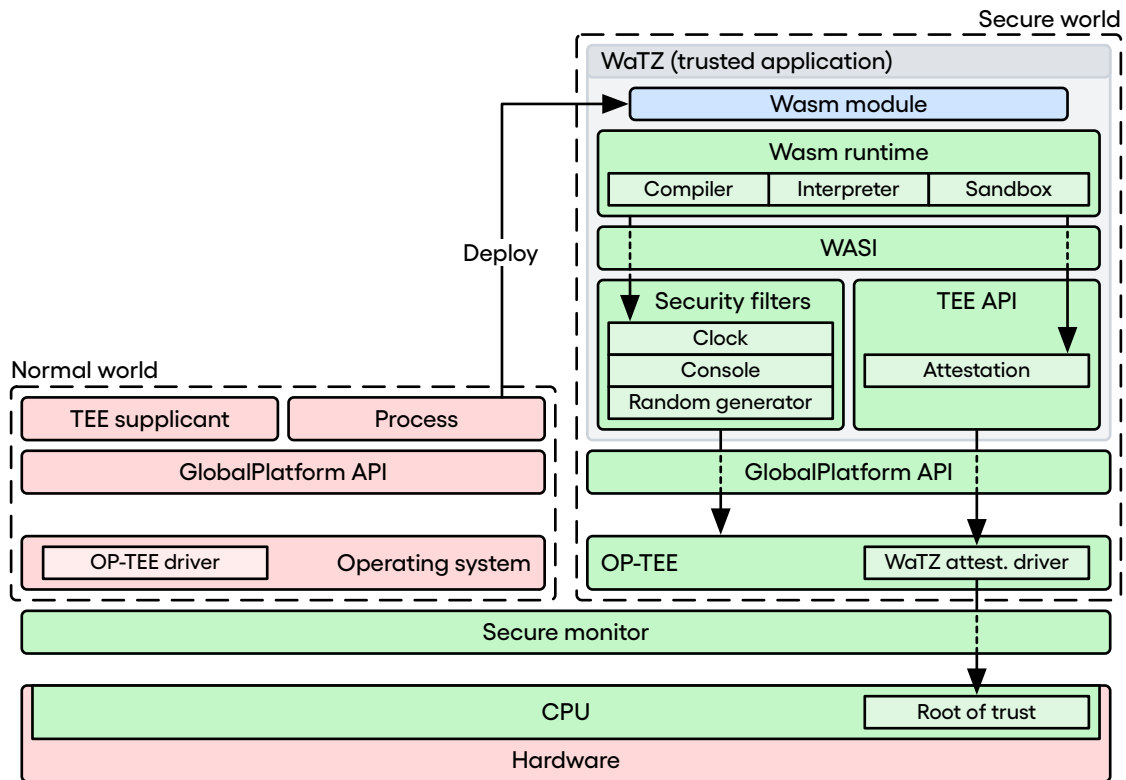 Secure world
WaTZ (trusted application)
Wasm module
Wasm runtime
Compiler
Interpreter
Sandbox
Deploy
WASI
Security filters
Clock
Console
Random generator
TEE API
Attestation
Normal world
TEE supplicant
Process
GlobalPlatform API
GlobalPlatform API
OP-TEE driver
Operating system
OP-TEE
WaTZ attest. driver
Secure monitor
CPU
Root of trust
Hardware